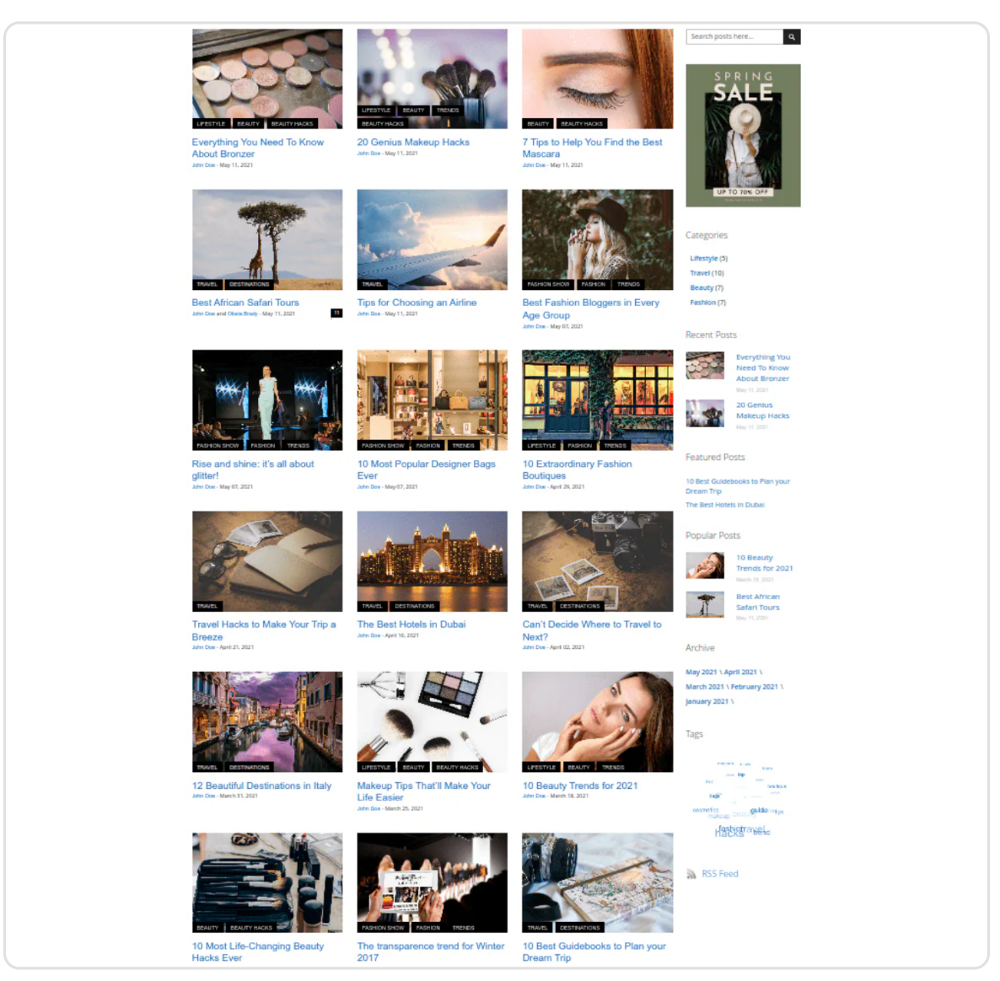 LIFESTYLE BEAUTY BEAUTY HACKS
Everything You Need To Know
About Bronzer
John Doe - May 11, 2021
LIFESTYLE BEAUTY TRENDS
BEAUTY HACKS
20 Genius Makeup Hacks
John Doe - May 11, 2021
BEAUTY BEAUTY HACKS
7 Tips to Help You Find the Best
Mascara
John Doe - May 11, 2021
TRAVEL DESTINATIONS
Best African Safari Tours
John Doe and Olivia Brady - May 11, 2021
11
TRAVEL
Tips for Choosing an Airline
John Doe - May 11, 2021
FASHION SHOW FASHION TRENDS
Best Fashion Bloggers in Every
Age Group
John Doe - May 07, 2021
FASHION SHOW FASHION TRENDS
Rise and shine: it's all about
glitter!
John Doe - May 07, 2021
FASHION SHOW FASHION TRENDS
10 Most Popular Designer Bags
Ever
John Doe - May 07, 2021
LIFESTYLE FASHION TRENDS
10 Extraordinary Fashion
Boutiques
John Doe - April 29, 2021
TRAVEL
Travel Hacks to Make Your Trip a
Breeze
John Doe - April 21, 2021
TRAVEL DESTINATIONS
The Best Hotels in Dubai
John Doe - April 16, 2021
TRAVEL DESTINATIONS
Can't Decide Where to Travel to
Next?
John Doe - April 02, 2021
TRAVEL DESTINATIONS
12 Beautiful Destinations in Italy
John Doe - March 31, 2021
LIFESTYLE BEAUTY BEAUTY HACKS
Makeup Tips That'll Make Your
Life Easier
John Doe - March 25, 2021
LIFESTYLE BEAUTY TRENDS
10 Beauty Trends for 2021
John Doe - March 18, 2021
BEAUTY BEAUTY HACKS
10 Most Life-Changing Beauty
Hacks Ever
FASHION SHOW FASHION TRENDS
The transparence trend for Winter
2017
TRAVEL DESTINATIONS
10 Best Guidebooks to Plan your
Dream Trip
Search posts here...
SPRING
SALE
UP TO 70% OFF
Categories
Lifestyle (5)
Travel (10)
Beauty (7)
Fashion (7)
Recent Posts
Everything You
Need To Know
About Bronzer
May 11, 2021
20 Genius
Makeup Hacks
May 11, 2021
Featured Posts
10 Best Guidebooks to Plan your
Dream Trip
The Best Hotels in Dubai
Popular Posts
10 Beauty
Trends for 2021
March 18, 2021
Best African
Safari Tours
May 11, 2021
Archive
May 2021 \ April 2021 \
March 2021 \ February 2021 \
January 2021 \
Tags
top
tags
cosmetics guide tips
makeup beauty
fashion travel
hacks trend
RSS Feed